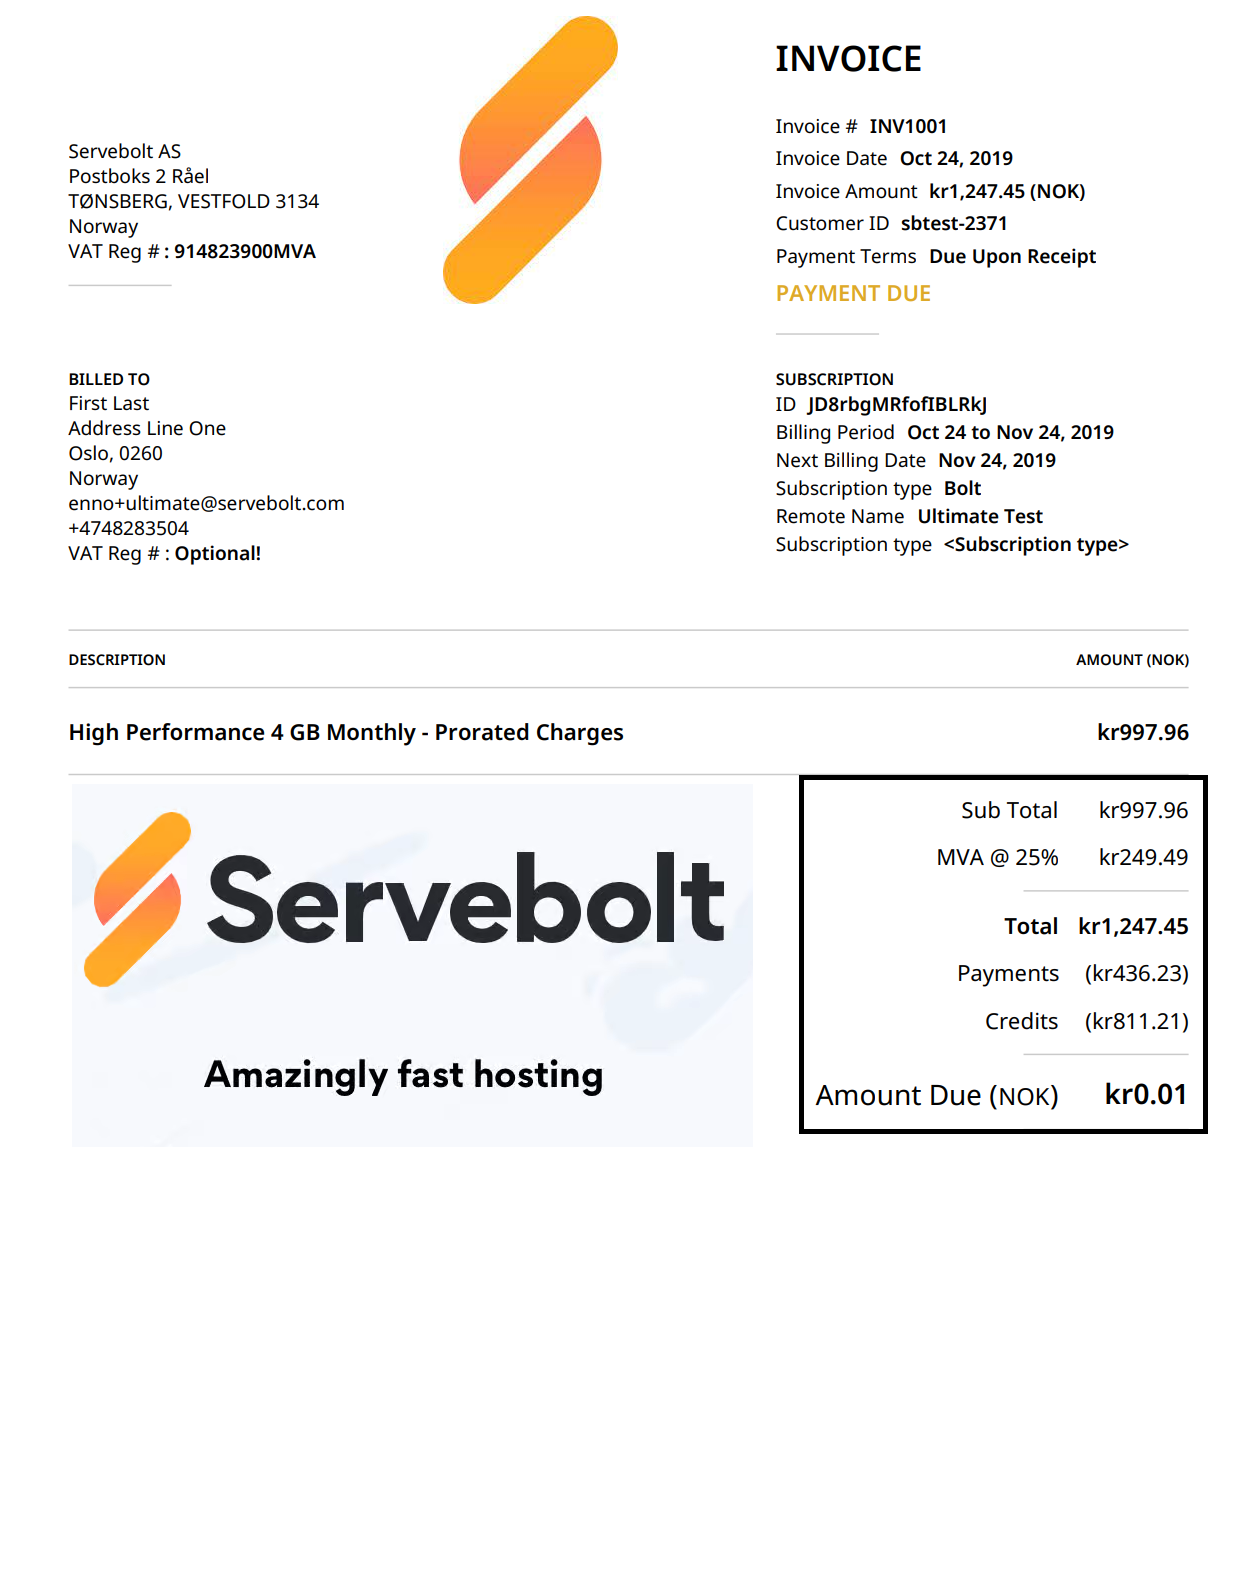 Servebolt AS
Postboks 2 Råel
TØNSBERG, VESTFOLD 3134
Norway
VAT Reg # : 914823900MVA
INVOICE
Invoice # INV1001
Invoice Date Oct 24, 2019
Invoice Amount kr1,247.45 (NOK)
Customer ID sbtest-2371
Payment Terms Due Upon Receipt
PAYMENT DUE
BILLED TO
First Last
Address Line One
Oslo, 0260
Norway
enno+ultimate@servebolt.com
+4748283504
VAT Reg # : Optional!
SUBSCRIPTION
ID JD8rbgMRfofIBLRkJ
Billing Period Oct 24 to Nov 24, 2019
Next Billing Date Nov 24, 2019
Subscription type Bolt
Remote Name Ultimate Test
Subscription type <Subscription type>
DESCRIPTION AMOUNT (NOK)
High Performance 4 GB Monthly - Prorated Charges kr997.96
Servebolt
Amazingly fast hosting
Sub Total kr997.96
MVA @ 25% kr249.49
Total kr1,247.45
Payments (kr436.23)
Credits (kr811.21)
Amount Due (NOK) kr0.01